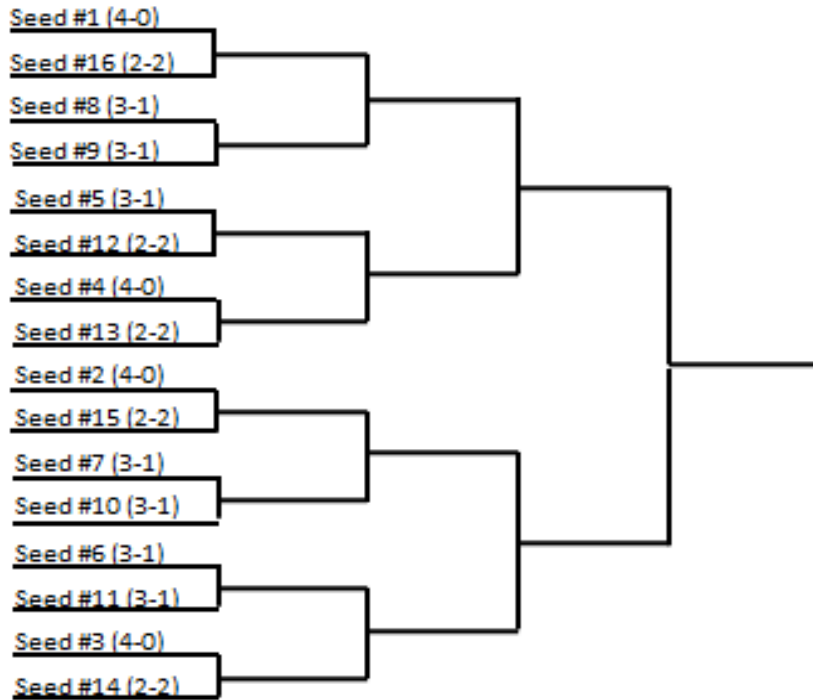 Seed #1 (4-0)
Seed #16 (2-2)
Seed #8 (3-1)
Seed #9 (3-1)
Seed #5 (3-1)
Seed #12 (2-2)
Seed #4 (4-0)
Seed #13 (2-2)
Seed #2 (4-0)
Seed #15 (2-2)
Seed #7 (3-1)
Seed #10 (3-1)
Seed #6 (3-1)
Seed #11 (3-1)
Seed #3 (4-0)
Seed #14 (2-2)